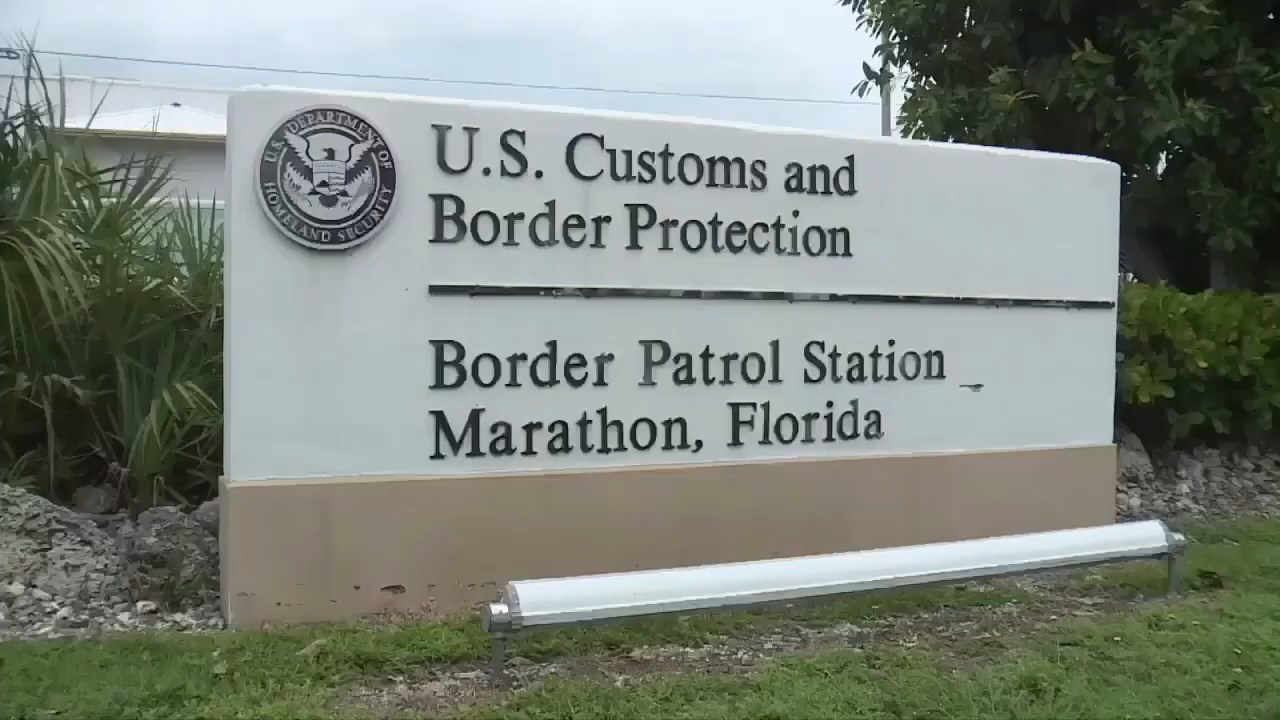 U.S. DEPARTMENT OF
HOMELAND SECURITY
U.S. Customs and
Border Protection
Border Patrol Station
Marathon, Florida